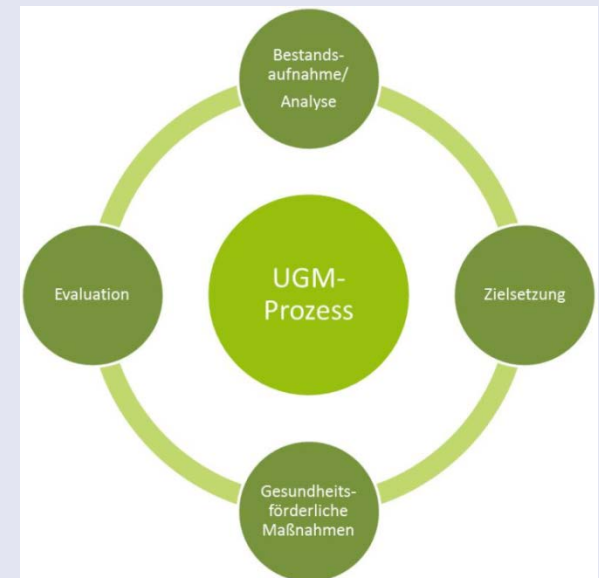 Bestands-
aufnahme/
Analyse
Evaluation
UGM-
Prozess
Zielsetzung
Gesundheits-
förderliche
Maßnahmen